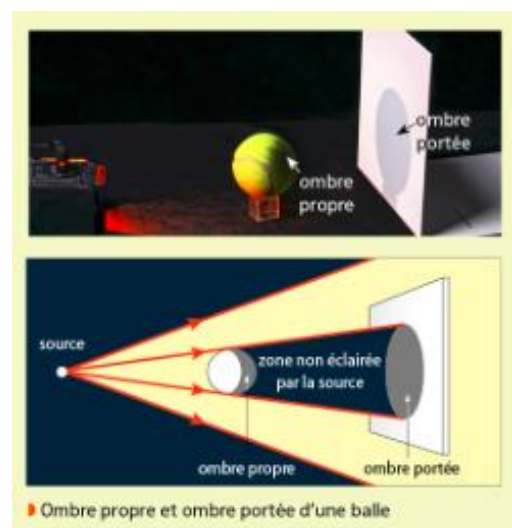 ombre
portée
ombre
propre
source
zone non éclairée
par la source
ombre propre
ombre portée
Ombre propre et ombre portée d'une balle